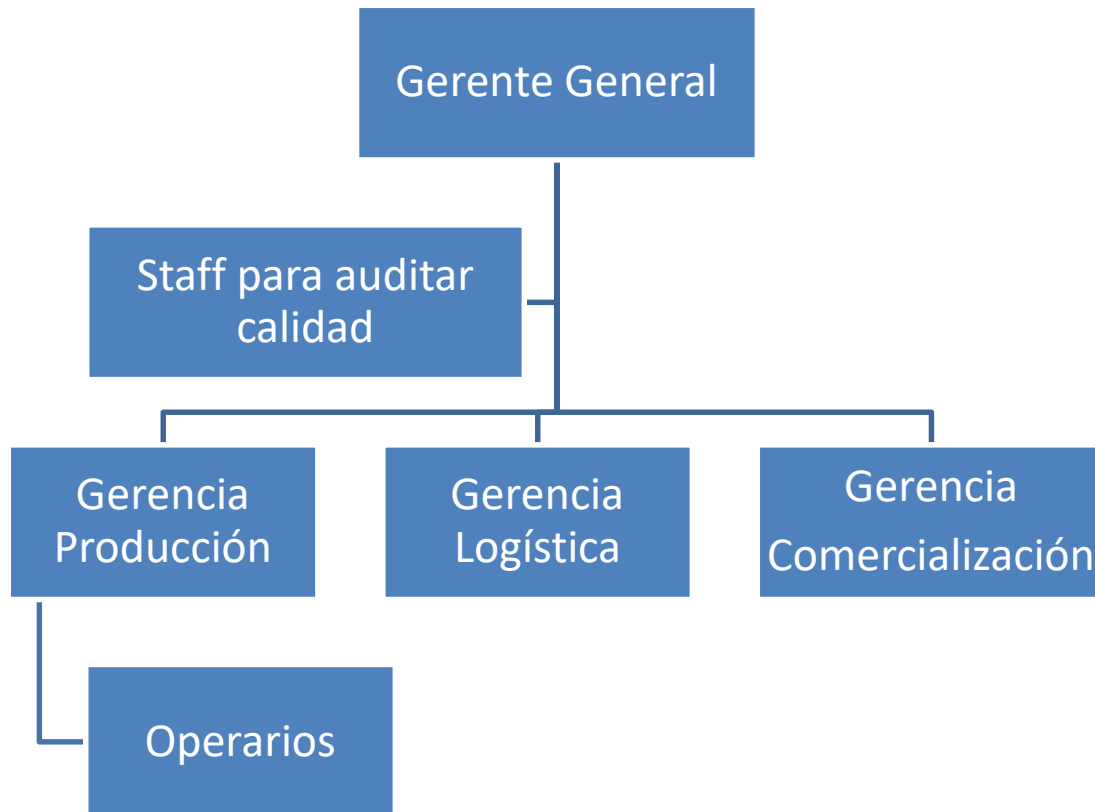 Gerente General
Staff para auditar
calidad
Gerencia
Producción
Gerencia
Logística
Gerencia
Comercialización
Operarios